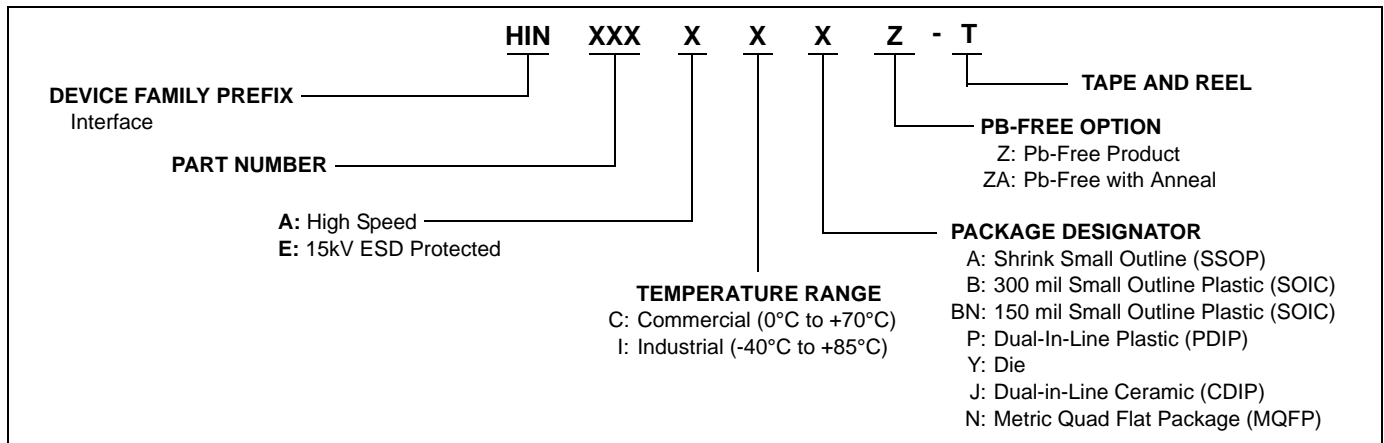 HIN XXX X X X Z - T
TAPE AND REEL
DEVICE FAMILY PREFIX
Interface
PB-FREE OPTION
Z: Pb-Free Product
ZA: Pb-Free with Anneal
PART NUMBER
A: High Speed
E: 15kV ESD Protected
PACKAGE DESIGNATOR
A: Shrink Small Outline (SSOP)
B: 300 mil Small Outline Plastic (SOIC)
BN: 150 mil Small Outline Plastic (SOIC)
P: Dual-In-Line Plastic (PDIP)
Y: Die
J: Dual-in-Line Ceramic (CDIP)
N: Metric Quad Flat Package (MQFP)
TEMPERATURE RANGE
C: Commercial (0°C to +70°C)
I: Industrial (-40°C to +85°C)